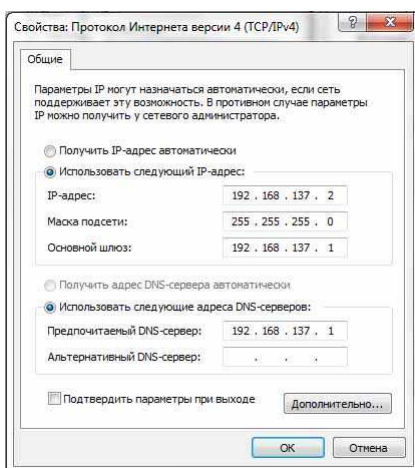 Свойства: Протокол Интернета версии 4 (TCP/IPv4)
Общие
Параметры IP могут назначаться автоматически, если сеть
поддерживает эту возможность. В противном случае параметры
IP можно получить у сетевого администратора.
Получить IP-адрес автоматически
Использовать следующий IP-адрес:
IP-адрес: 192 . 168 . 137 . 2
Маска подсети: 255 . 255 . 255 . 0
Основной шлюз: 192 . 168 . 137 . 1
Получить адрес DNS-сервера автоматически
Использовать следующие адреса DNS-серверов:
Предпочитаемый DNS-сервер: 192 . 168 . 137 . 1
Альтернативный DNS-сервер: . . .
Подтвердить параметры при выходе
Дополнительно...
ОК Отмена